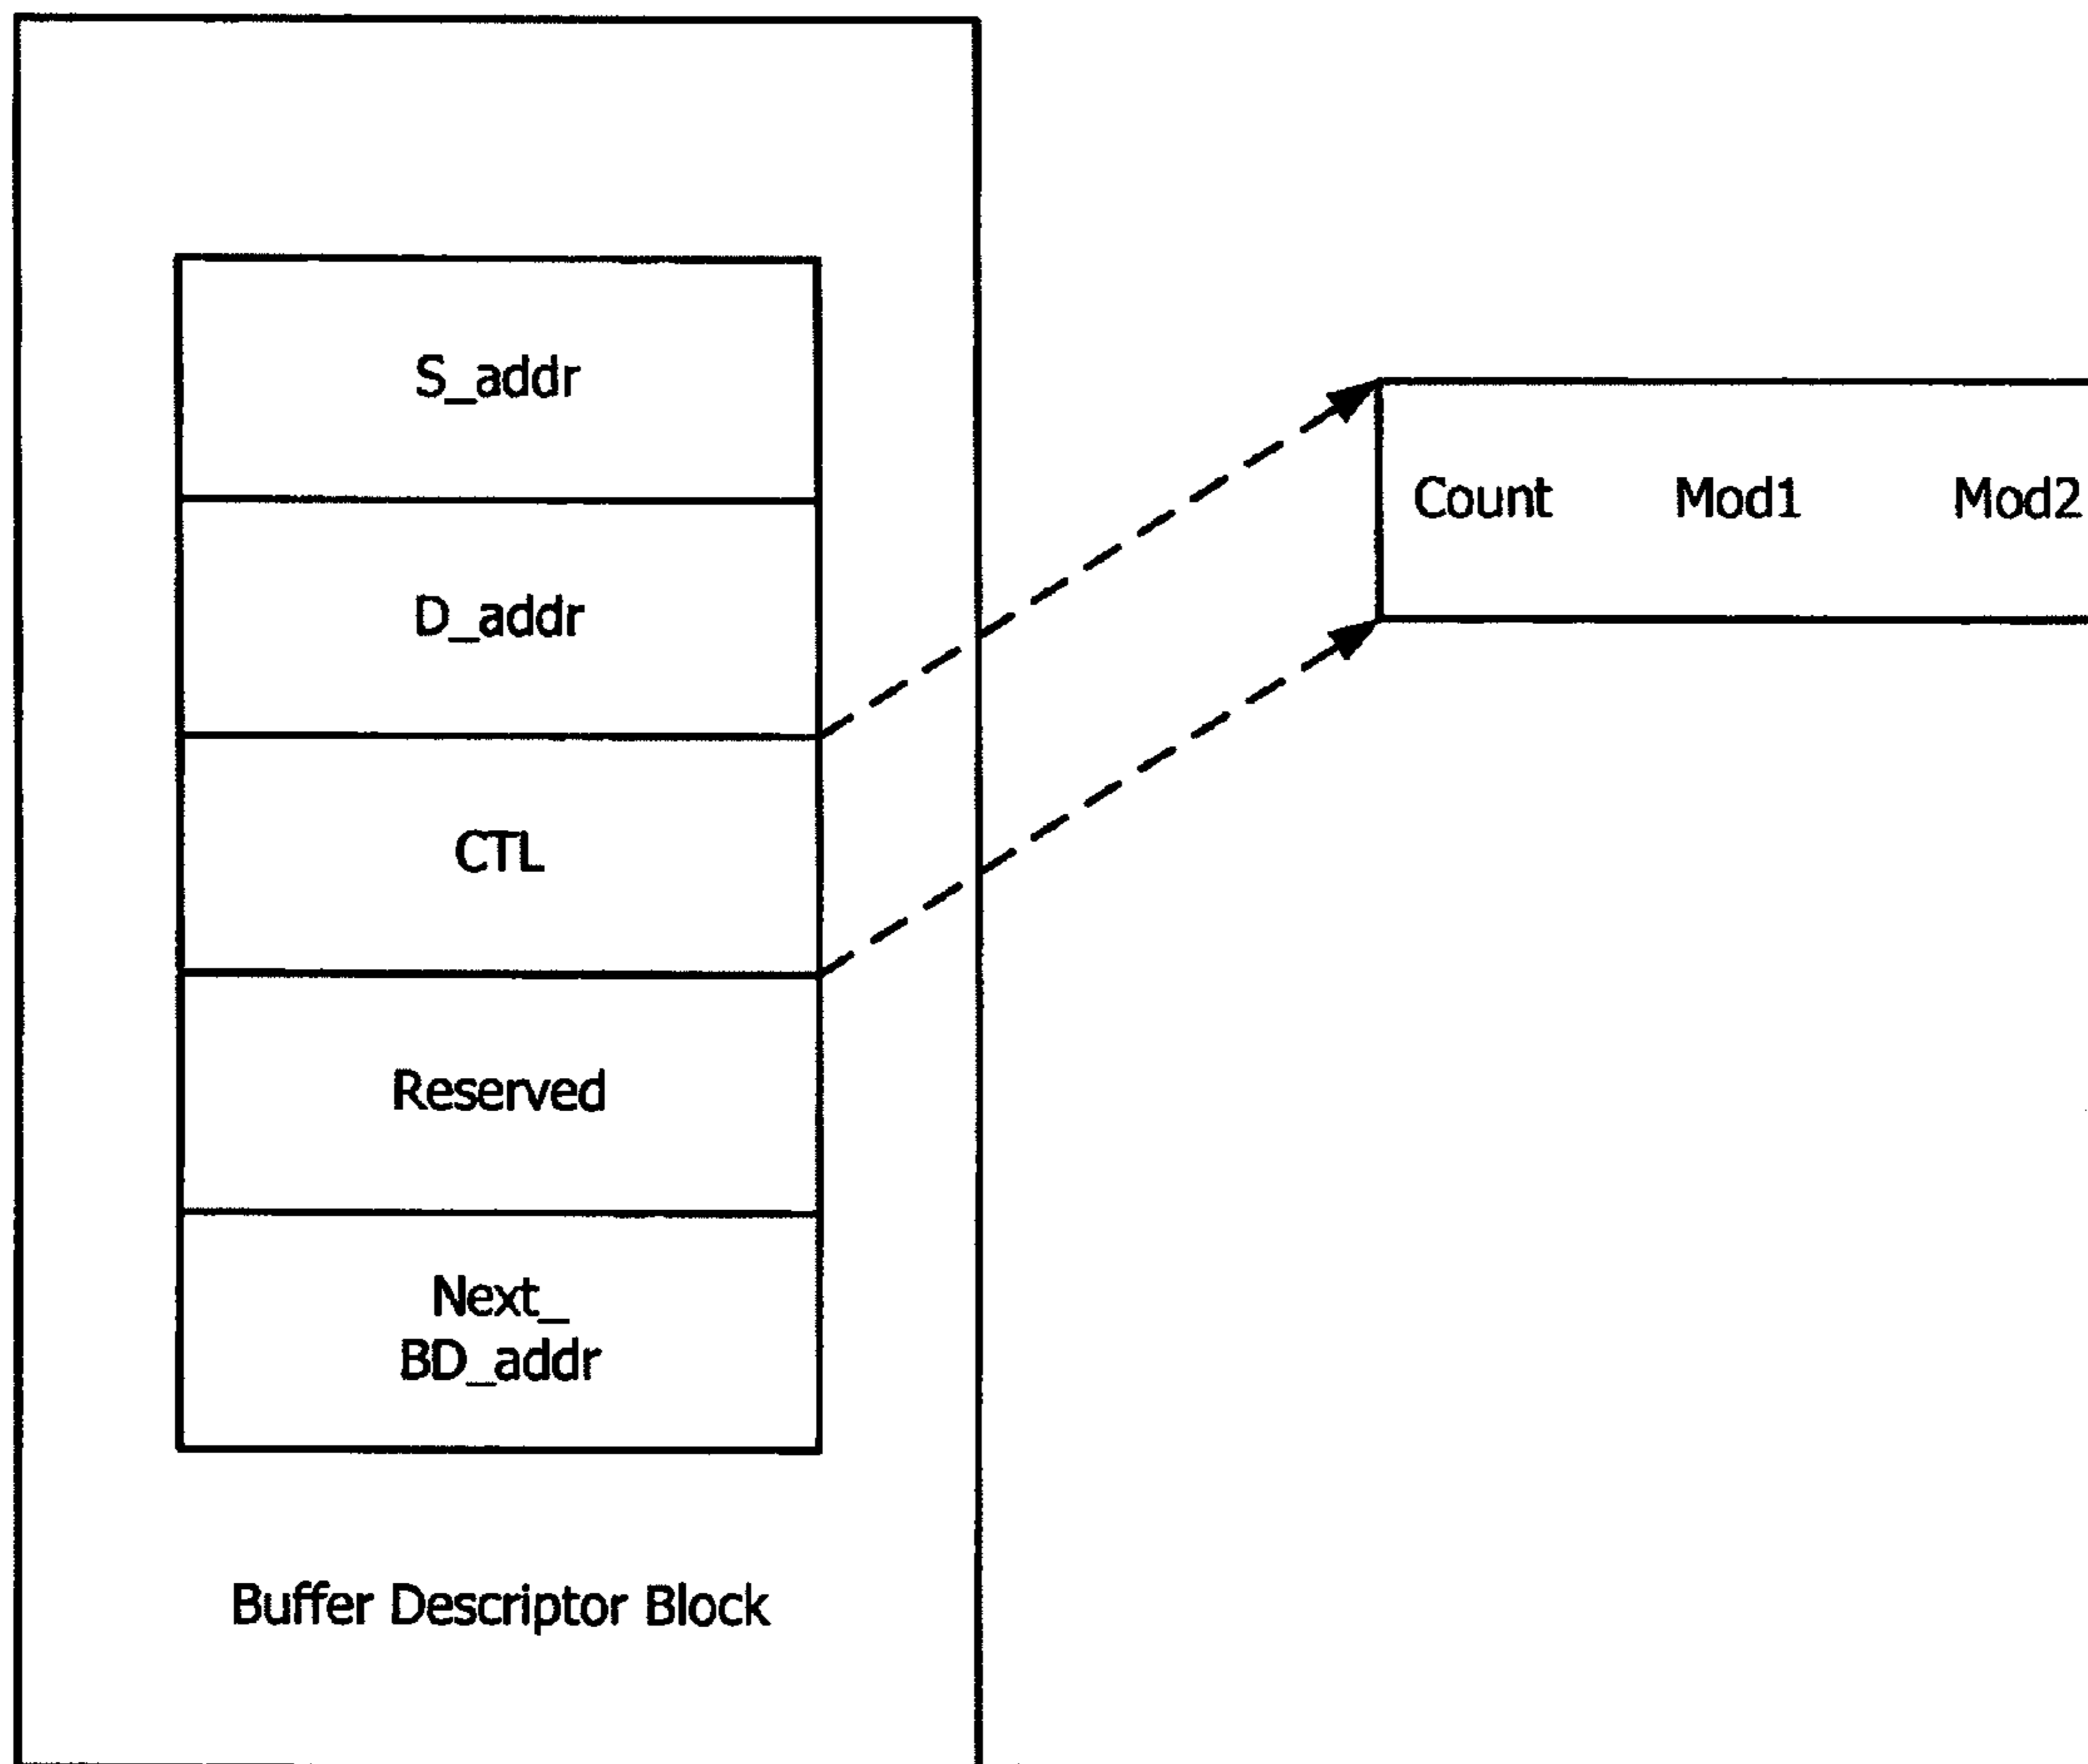 S_addr
D_addr
CTL
Reserved
Next_
BD_addr
Buffer Descriptor Block
Count Mod1 Mod2